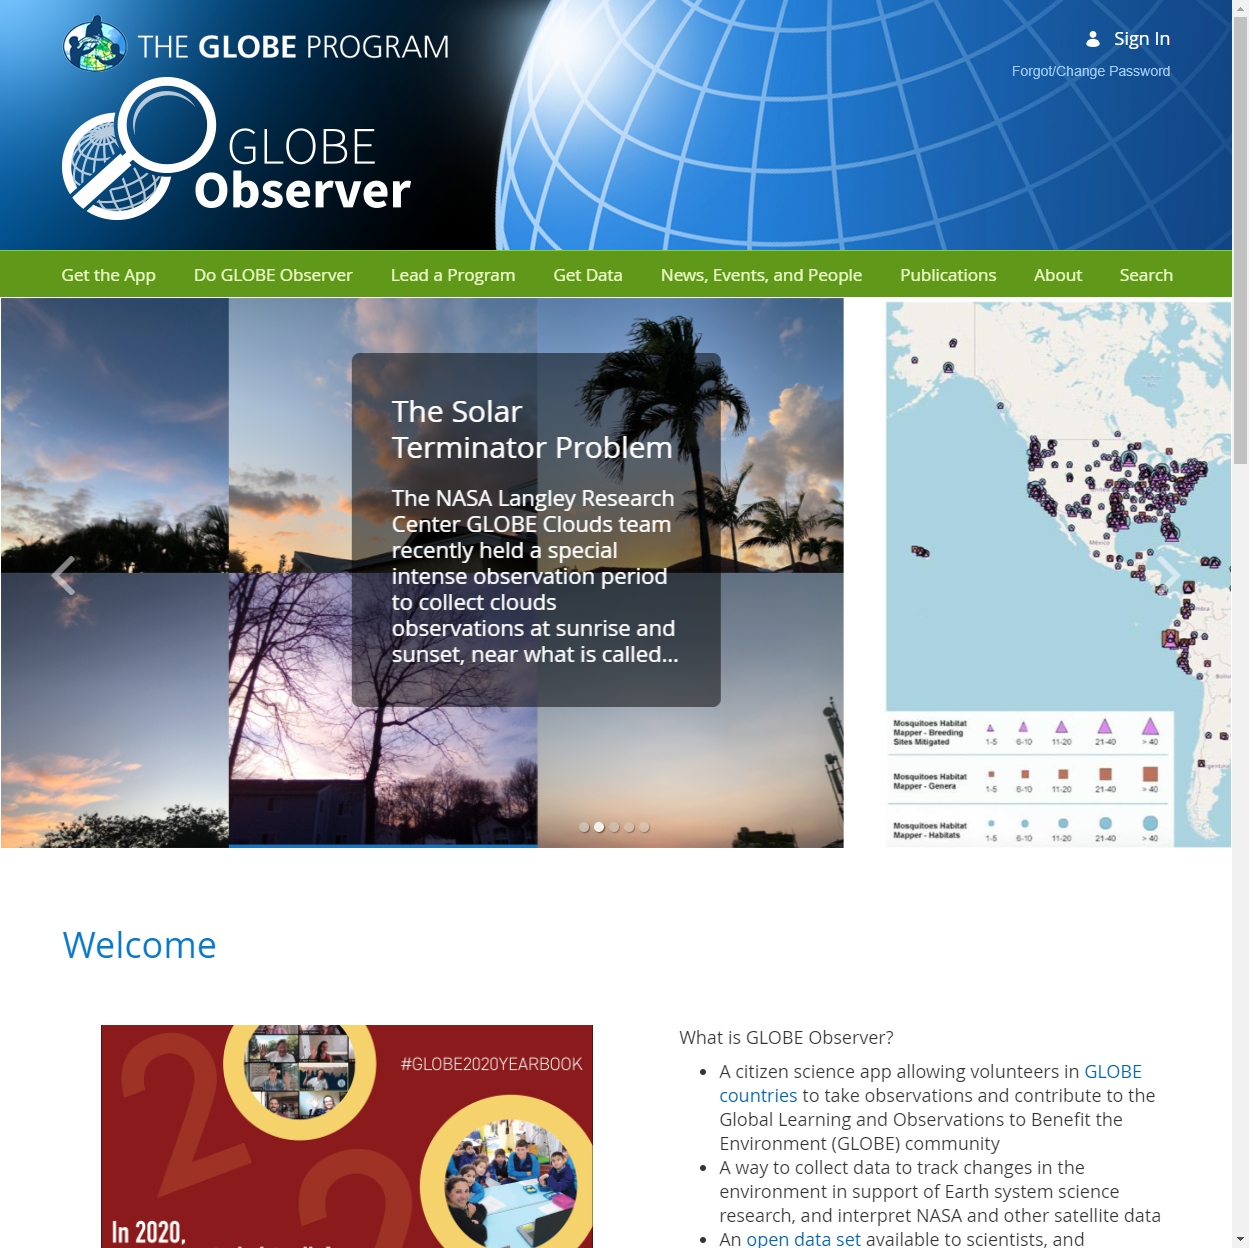 THE GLOBE PROGRAM
GLOBE
Observer
Sign In
Forgot/Change Password
Get the App
Do GLOBE Observer
Lead a Program
Get Data
News, Events, and People
Publications
About
Search
The Solar
Terminator Problem
The NASA Langley Research
Center GLOBE Clouds team
recently held a special
intense observation period
to collect clouds
observations at sunrise and
sunset, near what is called...
México
Mosquitoes Habitat
Mapper - Breeding
Sites Mitigated
1-5 6-10 11-20 21-40 > 40
Mosquitoes Habitat
Mapper - Genera
1-5 6-10 11-20 21-40 > 40
Mosquitoes Habitat
Mapper - Habitats
1-5 6-10 11-20 21-40 > 40
Welcome
2
2
#GLOBE2020YEARBOOK
In 2020,
What is GLOBE Observer?
• A citizen science app allowing volunteers in GLOBE
countries to take observations and contribute to the
Global Learning and Observations to Benefit the
Environment (GLOBE) community
• A way to collect data to track changes in the
environment in support of Earth system science
research, and interpret NASA and other satellite data
• An open data set available to scientists, and